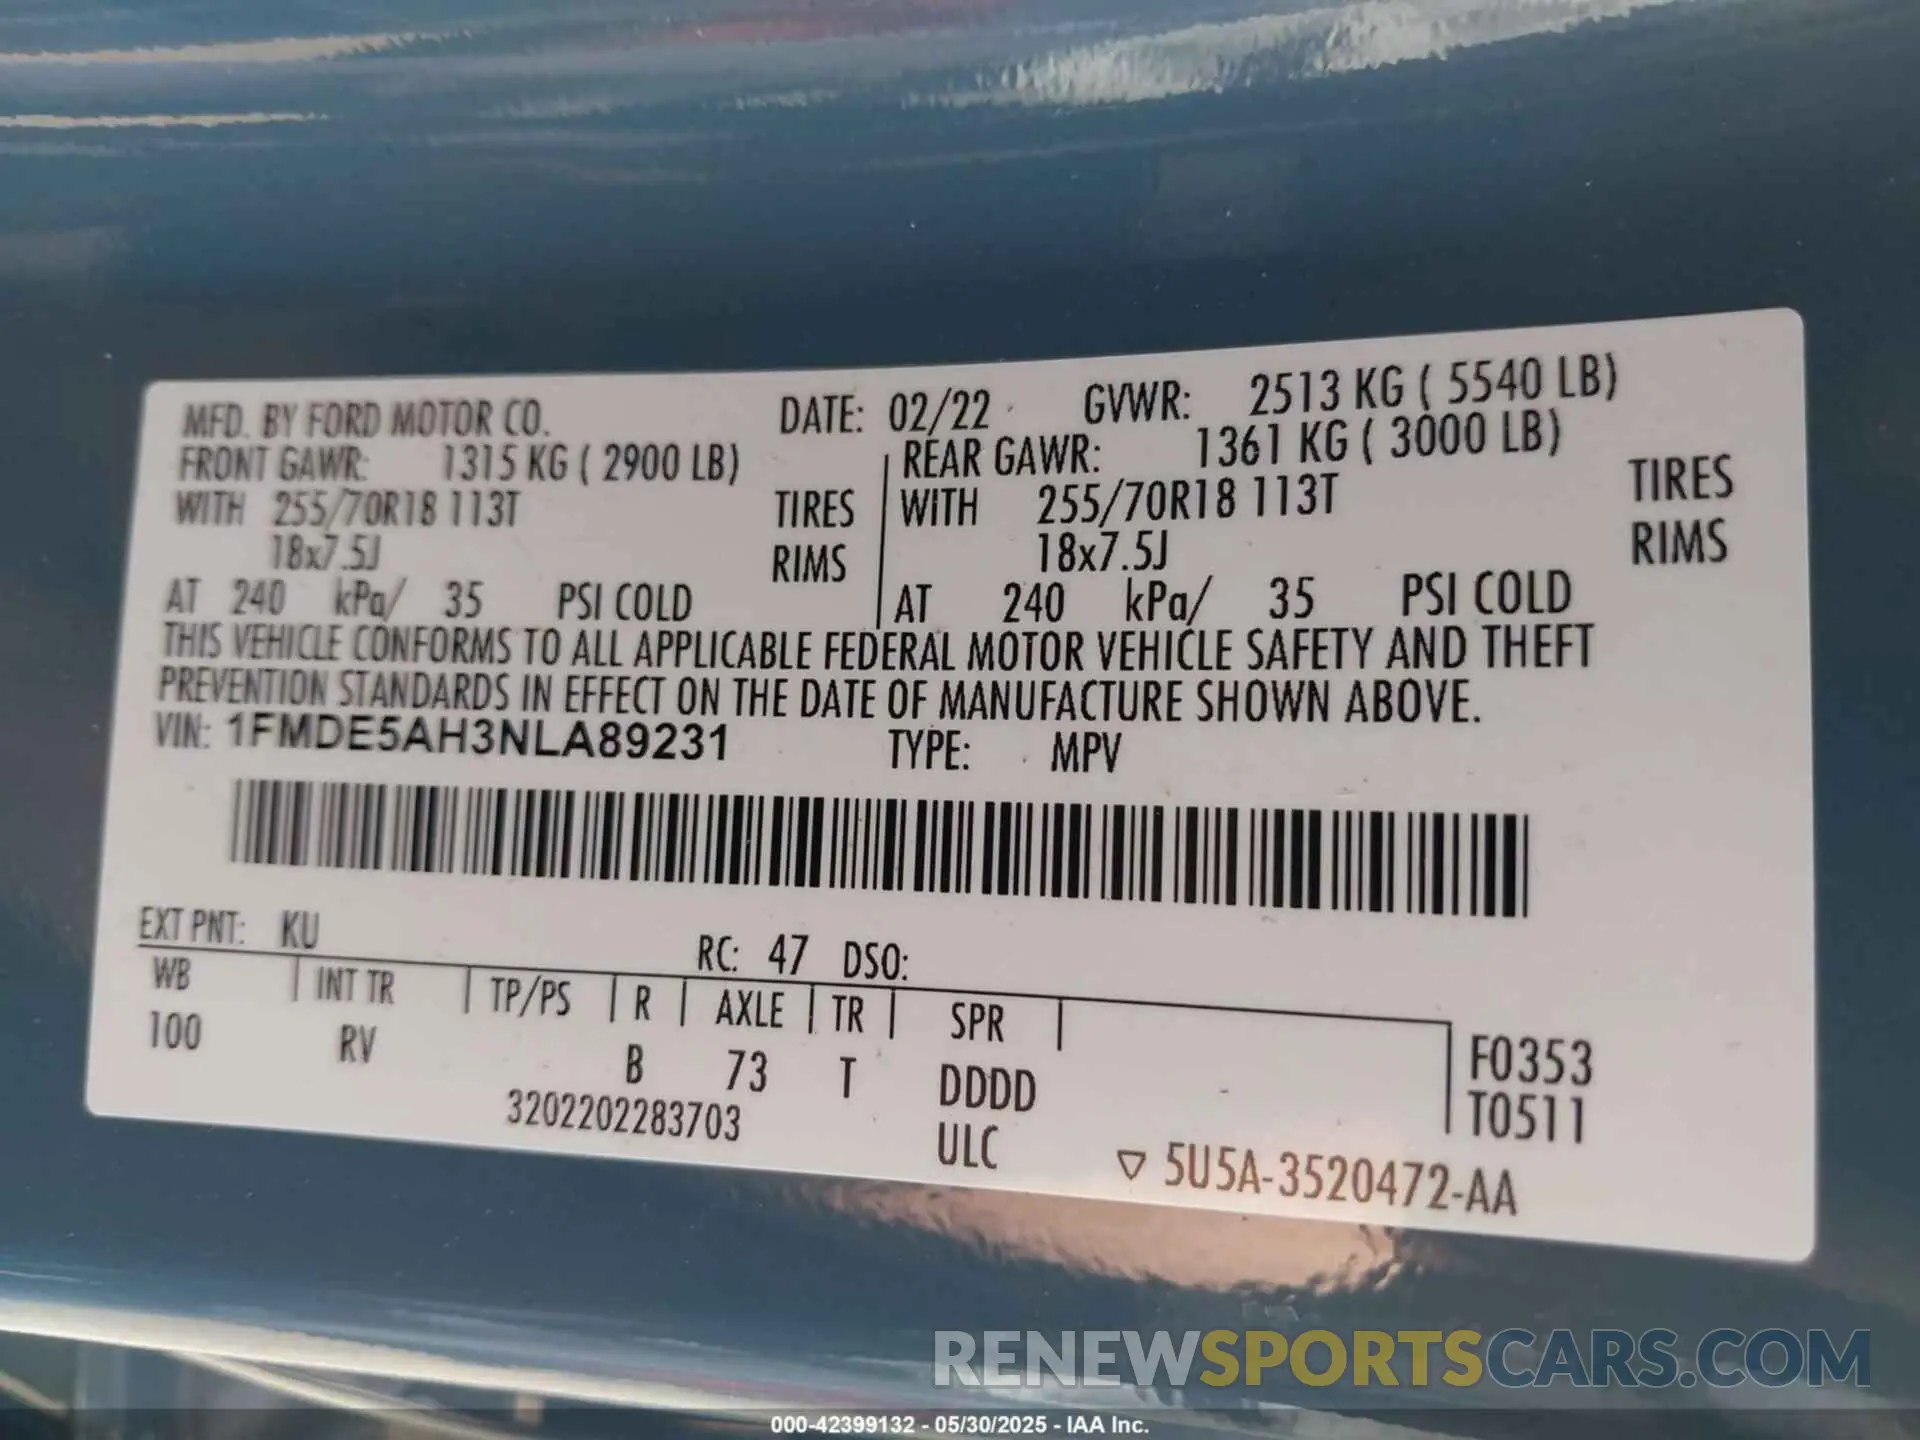 MFD. BY FORD MOTOR CO. DATE: 02/22 GVWR: 2513 KG ( 5540 LB)
FRONT GAWR: 1315 KG ( 2900 LB) REAR GAWR: 1361 KG ( 3000 LB)
WITH 255/70R18 113T TIRES WITH 255/70R18 113T TIRES
18x7.5J RIMS 18x7.5J RIMS
AT 240 kPa/ 35 PSI COLD AT 240 kPa/ 35 PSI COLD
THIS VEHICLE CONFORMS TO ALL APPLICABLE FEDERAL MOTOR VEHICLE SAFETY AND THEFT
PREVENTION STANDARDS IN EFFECT ON THE DATE OF MANUFACTURE SHOWN ABOVE.
VIN: 1FMDE5AH3NLA89231 TYPE: MPV
EXT PNT: KU RC: 47 DSO:
WB INT TR TP/PS R AXLE TR SPR
100 RV B 73 T DDDD F0353
3202202283703 ULC T0511
▽ 5U5A-3520472-AA
RENEWSPORTSCARS.COM
000-42399132 - 05/30/2025 - IAA Inc.